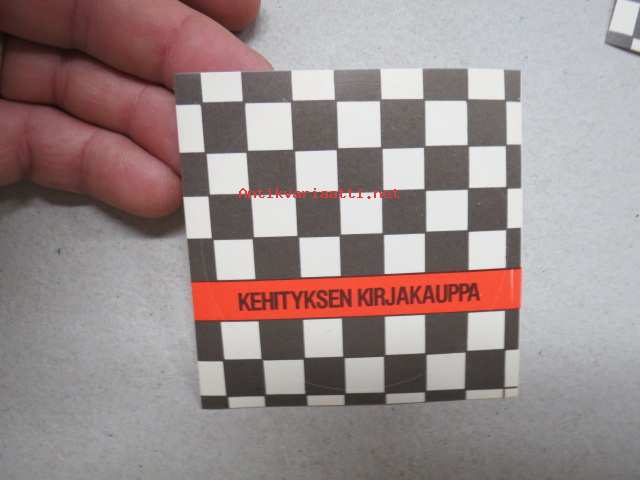 Antikvariaatti.net
KEHITYKSEN KIRJAKAUPPA